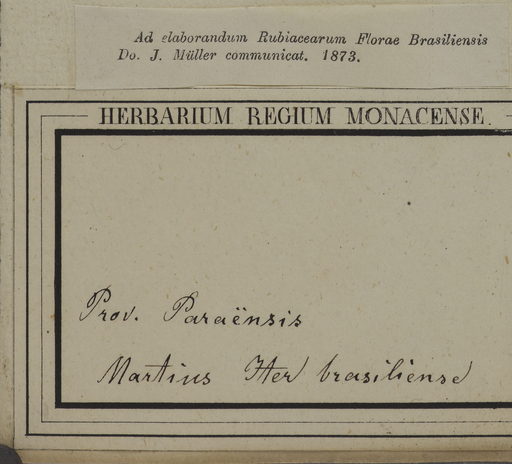 Ad elaborandum Rubiacearum Florae Brasiliensis
Do. J. Müller communicat. 1873.
HERBARIUM REGIUM MONACENSE.
Prov. Paraënsis
Martius Iter brasiliense